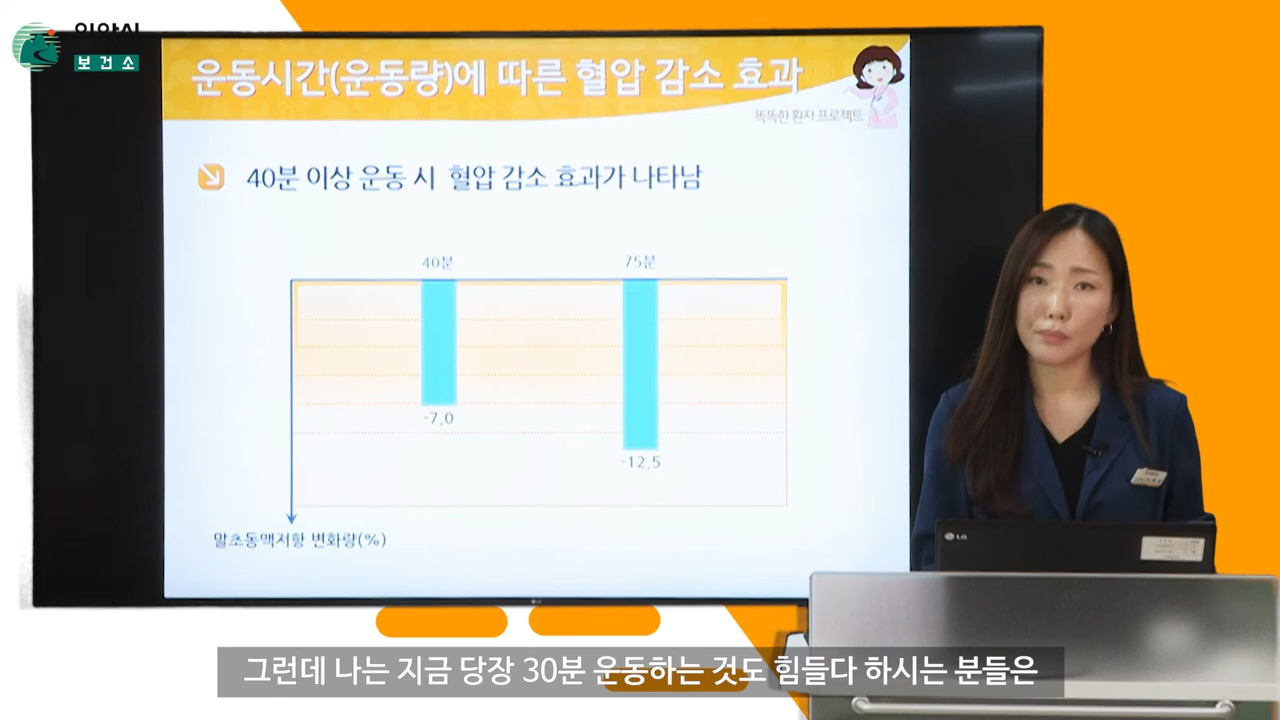 보건소
운동시간(운동량)에 따른 혈압 감소 효과
똑똑한 환자 프로젝트
40분 이상 운동 시 혈압 감소 효과가 나타남
40분 75분
-7.0
-12.5
말초동맥저항 변화량(%)
LG
그런데 나는 지금 당장 30분 운동하는 것도 힘들다 하시는 분들은